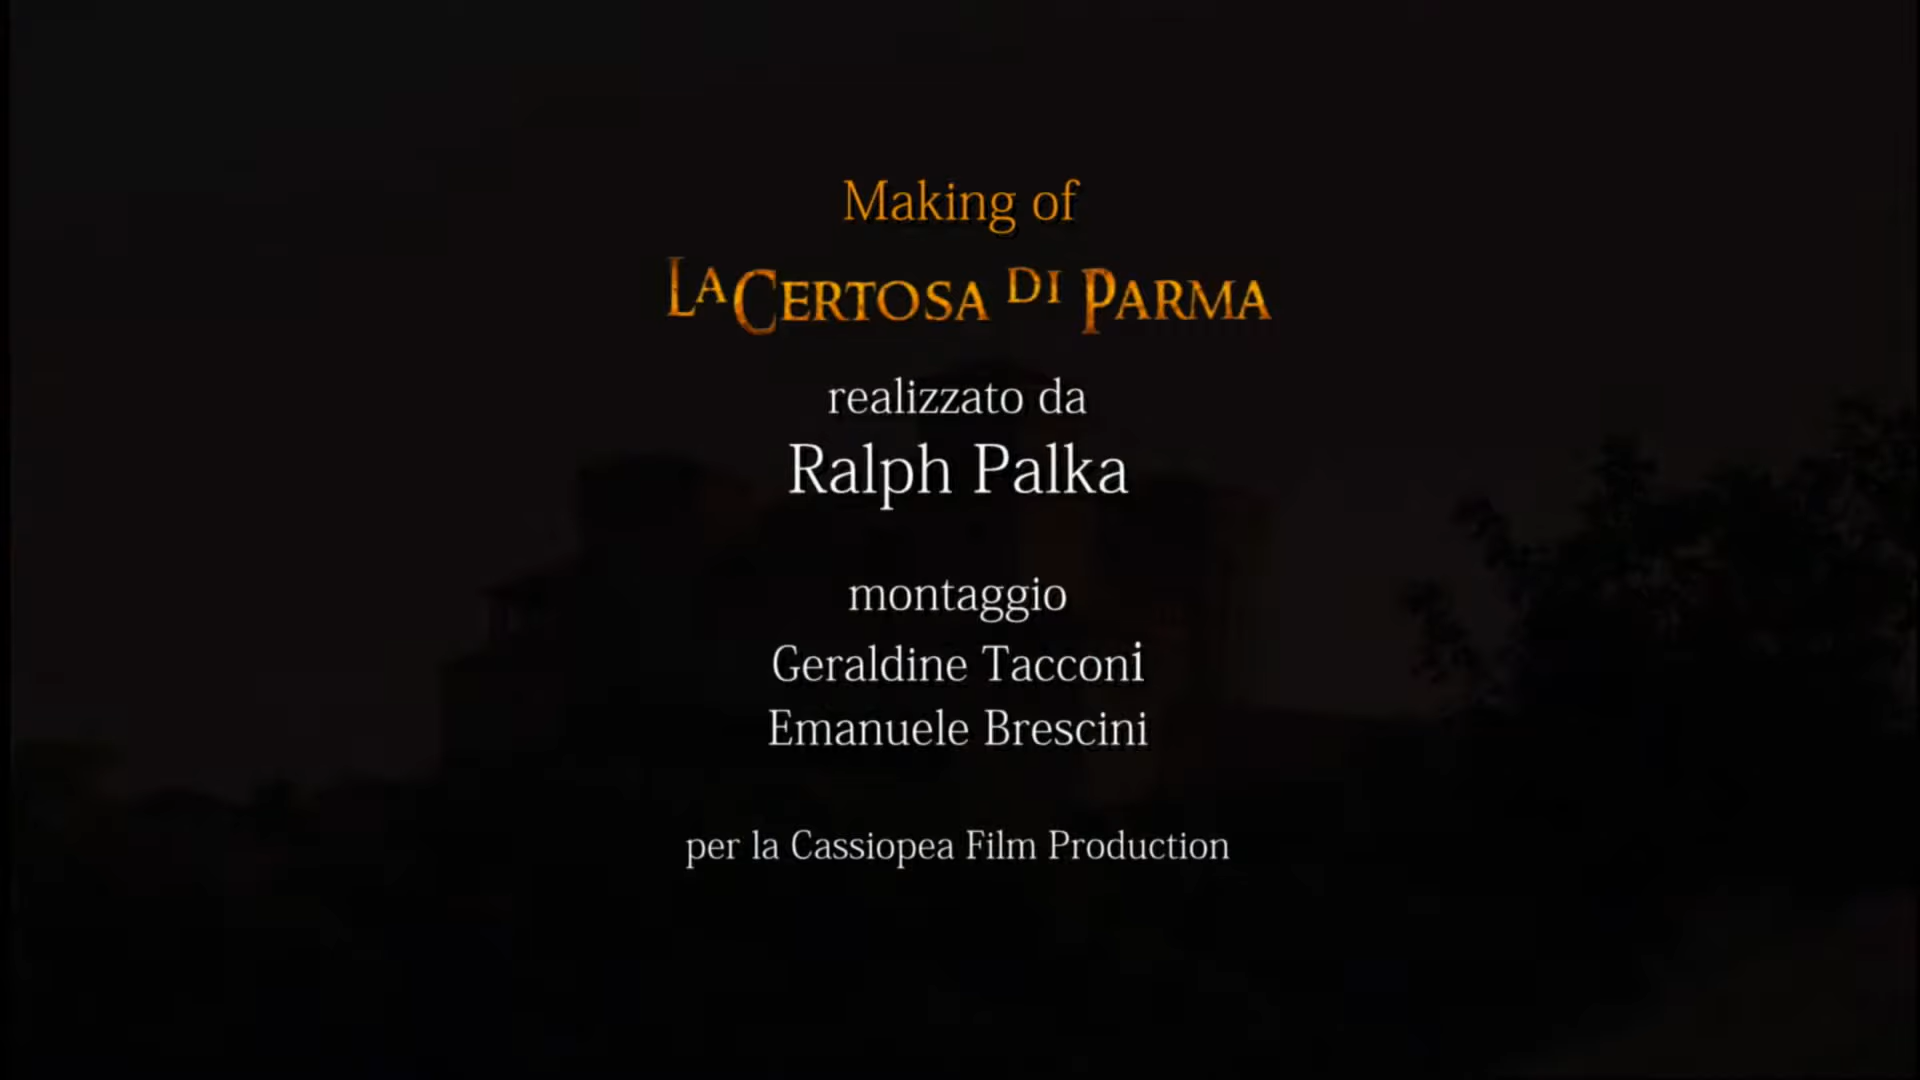 Making of
La Certosa di Parma
realizzato da
Ralph Palka
montaggio
Geraldine Tacconi
Emanuele Brescini
per la Cassiopea Film Production